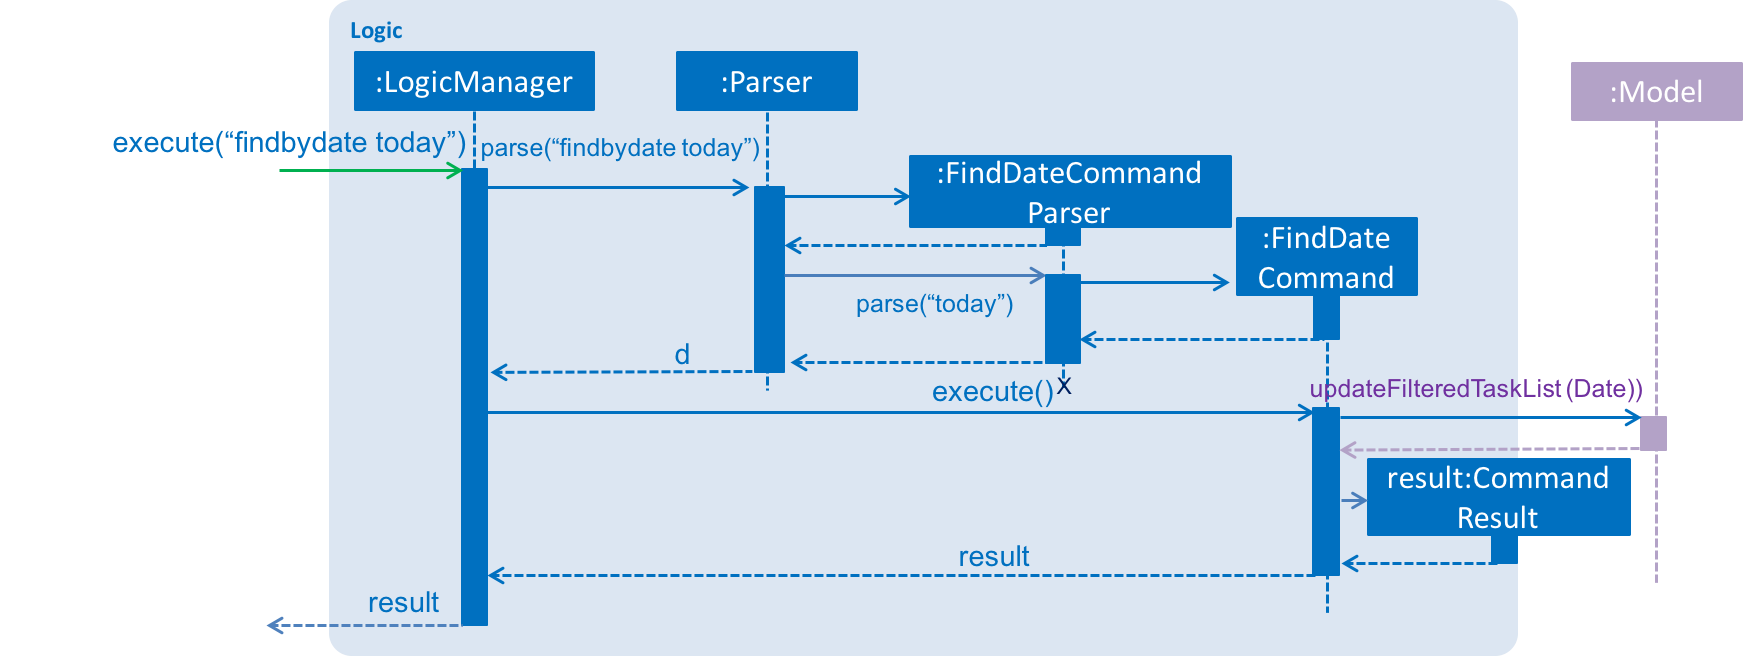 Logic
:LogicManager
:Parser
:Model
execute(“findbydate today”)
parse(“findbydate today”)
:FindDateCommand
Parser
:FindDate
Command
parse(“today”)
d
execute()
X
updateFilteredTaskList (Date))
result:Command
Result
result
result